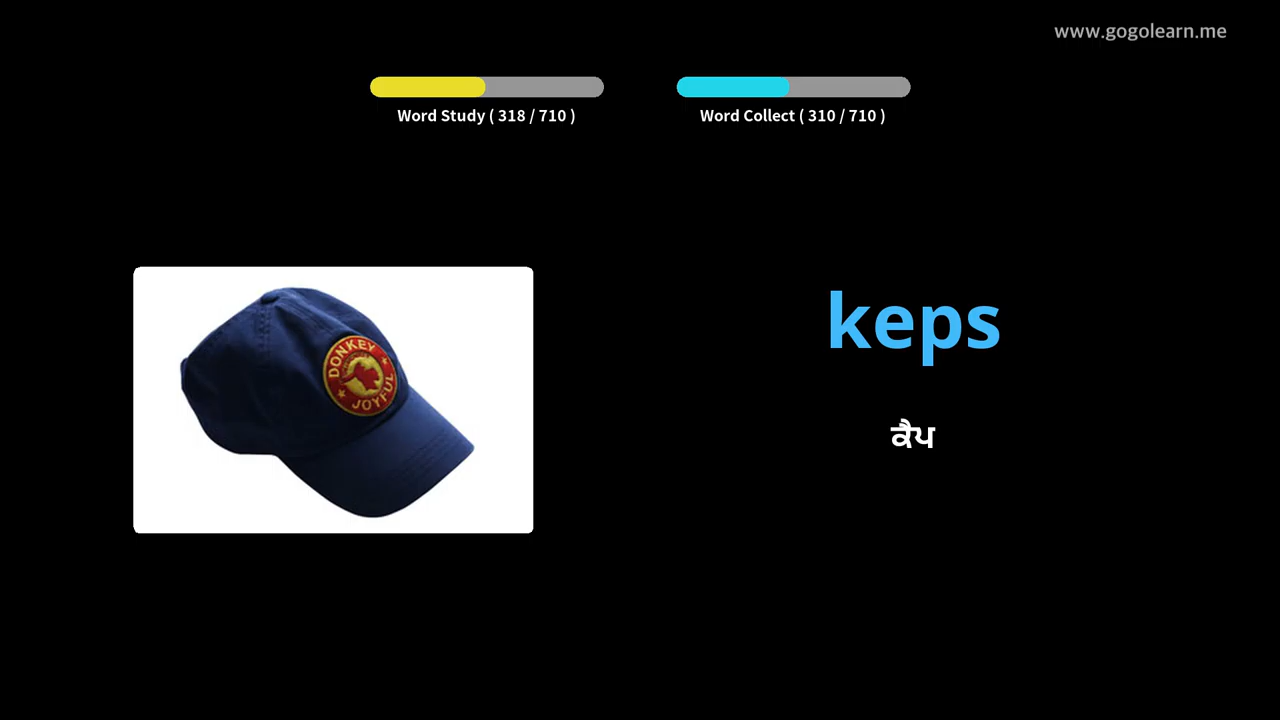 www.gogolearn.me
Word Study ( 318 / 710 )
Word Collect ( 310 / 710 )
DONKEY
JOYFUL
keps
ਕੈਪ